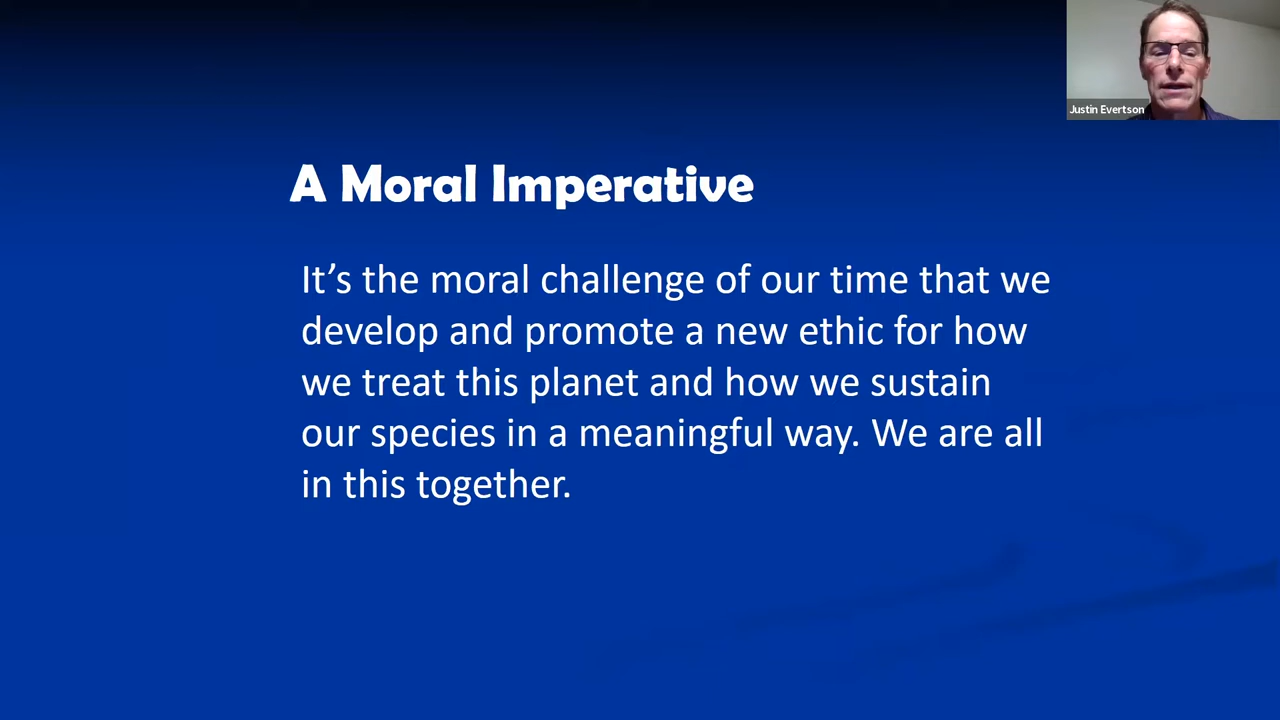 Justin Evertson
A Moral Imperative
It’s the moral challenge of our time that we
develop and promote a new ethic for how
we treat this planet and how we sustain
our species in a meaningful way. We are all
in this together.